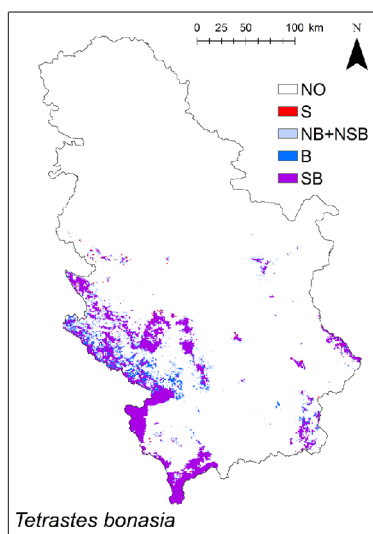 0 25 50 100 km
N
NO
S
NB+NSB
B
SB
Tetrastes bonasia